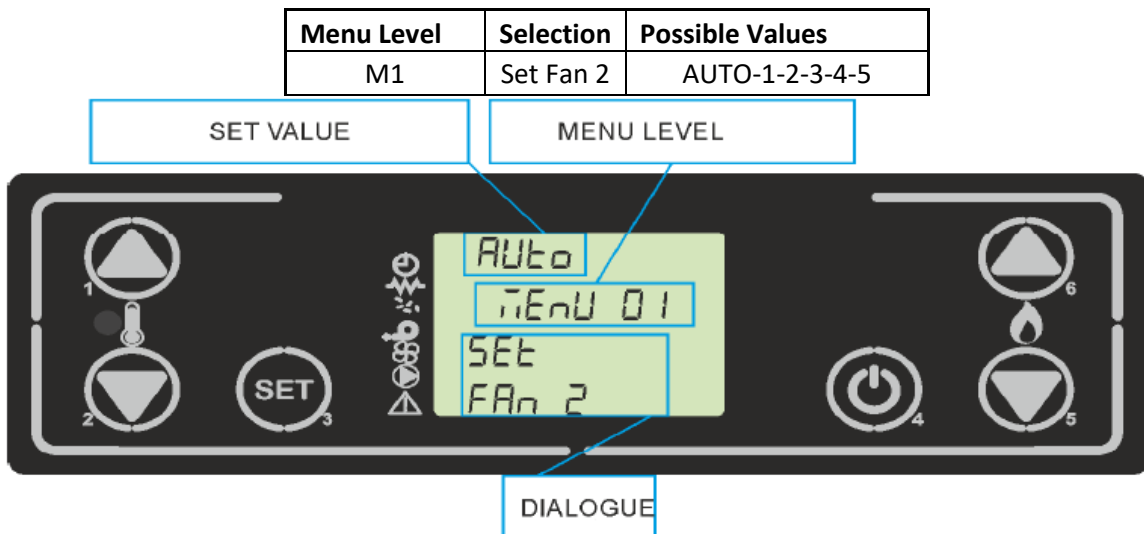 Menu Level Selection Possible Values
M1 Set Fan 2 AUTO-1-2-3-4-5
SET VALUE MENU LEVEL
AUto
MEnU 01
SEt
FAn 2
1
2
SET
3
4
5
6
DIALOGUE